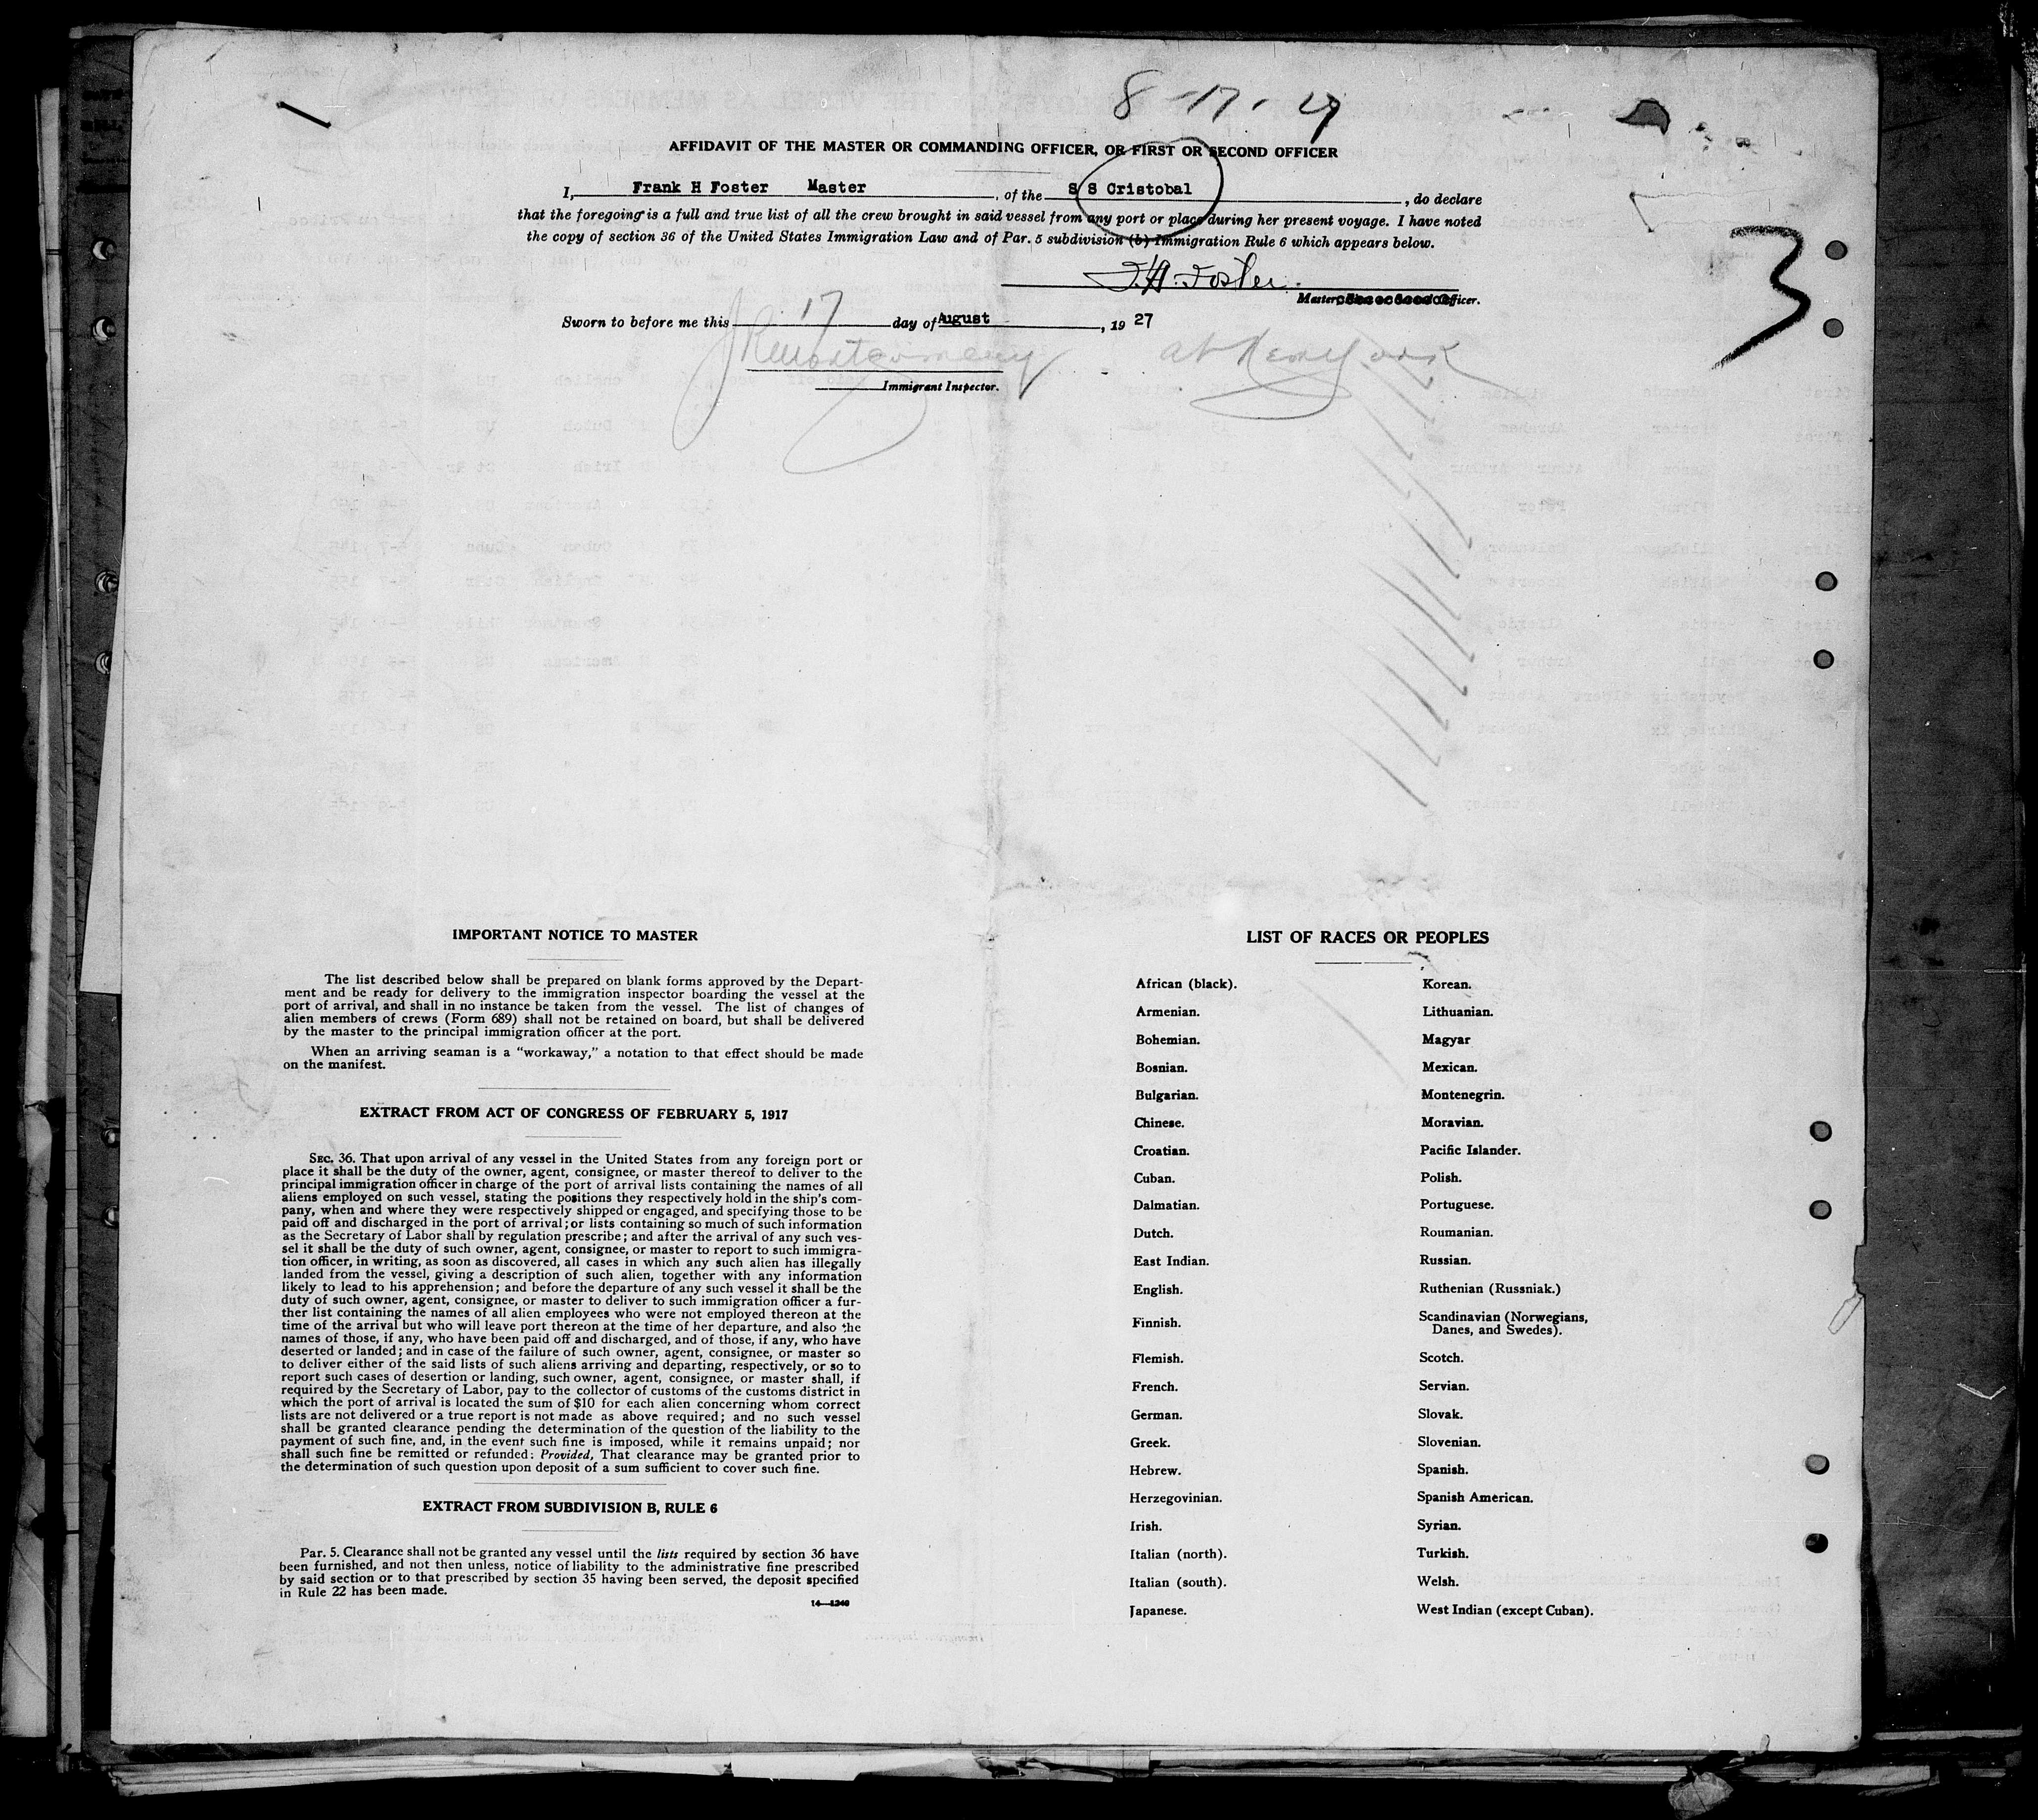 8-17-27
AFFIDAVIT OF THE MASTER OR COMMANDING OFFICER, OR FIRST OR SECOND OFFICER
I, Frank H Foster Master, of the S S Cristobal, do declare
that the foregoing is a full and true list of all the crew brought in said vessel from any port or place during her present voyage. I have noted
the copy of section 36 of the United States Immigration Law and of Par. 5 subdivision (b) Immigration Rule 6 which appears below.
F.H. Foster.
Master, Officer.
3
Sworn to before me this 17 day of August, 19 27
Montgomery at New York
Immigrant Inspector.
IMPORTANT NOTICE TO MASTER
The list described below shall be prepared on blank forms approved by the Depart-
ment and be ready for delivery to the immigration inspector boarding the vessel at the
port of arrival, and shall in no instance be taken from the vessel. The list of changes of
alien members of crews (Form 689) shall not be retained on board, but shall be delivered
by the master to the principal immigration officer at the port.
When an arriving seaman is a "workaway," a notation to that effect should be made
on the manifest.
EXTRACT FROM ACT OF CONGRESS OF FEBRUARY 5, 1917
SEC. 36. That upon arrival of any vessel in the United States from any foreign port or
place it shall be the duty of the owner, agent, consignee, or master thereof to deliver to the
principal immigration officer in charge of the port of arrival lists containing the names of all
aliens employed on such vessel, stating the positions they respectively hold in the ship's com-
pany, when and where they were respectively shipped or engaged, and specifying those to be
paid off and discharged in the port of arrival; or lists containing so much of such information
as the Secretary of Labor shall by regulation prescribe; and after the arrival of any such ves-
sel it shall be the duty of such owner, agent, consignee, or master to report to such immigra-
tion officer, in writing, as soon as discovered, all cases in which any such alien has illegally
landed from the vessel, giving a description of such alien, together with any information
likely to lead to his apprehension; and before the departure of any such vessel it shall be the
duty of such owner, agent, consignee, or master to deliver to such immigration officer a fur-
ther list containing the names of all alien employees who were not employed thereon at the
time of the arrival but who will leave port thereon at the time of her departure, and also the
names of those, if any, who have been paid off and discharged, and of those, if any, who have
deserted or landed; and in case of the failure of such owner, agent, consignee, or master so
to deliver either of the said lists of such aliens arriving and departing, respectively, or so to
report such cases of desertion or landing, such owner, agent, consignee, or master shall, if
required by the Secretary of Labor, pay to the collector of customs of the customs district in
which the port of arrival is located the sum of $10 for each alien concerning whom correct
lists are not delivered or a true report is not made as above required; and no such vessel
shall be granted clearance pending the determination of the question of the liability to the
payment of such fine, and, in the event such fine is imposed, while it remains unpaid; nor
shall such fine be remitted or refunded: Provided, That clearance may be granted prior to
the determination of such question upon deposit of a sum sufficient to cover such fine.
EXTRACT FROM SUBDIVISION B, RULE 6
Par. 5. Clearance shall not be granted any vessel until the lists required by section 36 have
been furnished, and not then unless, notice of liability to the administrative fine prescribed
by said section or to that prescribed by section 35 having been served, the deposit specified
in Rule 22 has been made.
14—1240
LIST OF RACES OR PEOPLES
African (black).
Armenian.
Bohemian.
Bosnian.
Bulgarian.
Chinese.
Croatian.
Cuban.
Dalmatian.
Dutch.
East Indian.
English.
Finnish.
Flemish.
French.
German.
Greek.
Hebrew.
Herzegovinian.
Irish.
Italian (north).
Italian (south).
Japanese.
Korean.
Lithuanian.
Magyar
Mexican.
Montenegrin.
Moravian.
Pacific Islander.
Polish.
Portuguese.
Roumanian.
Russian.
Ruthenian (Russniak.)
Scandinavian (Norwegians,
Danes, and Swedes).
Scotch.
Servian.
Slovak.
Slovenian.
Spanish.
Spanish American.
Syrian.
Turkish.
Welsh.
West Indian (except Cuban).